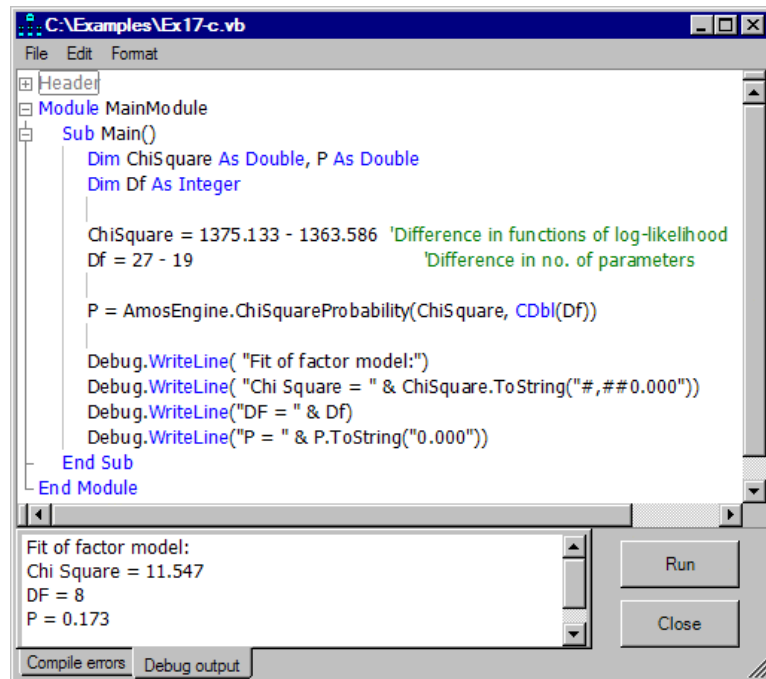 C:\Examples\Ex17-c.vb
File Edit Format
Header
Module MainModule
Sub Main()
Dim ChiSquare As Double, P As Double
Dim Df As Integer
ChiSquare = 1375.133 - 1363.586 'Difference in functions of log-likelihood
Df = 27 - 19 'Difference in no. of parameters
P = AmosEngine.ChiSquareProbability(ChiSquare, CDbl(Df))
Debug.WriteLine( "Fit of factor model:")
Debug.WriteLine( "Chi Square = " & ChiSquare.ToString("#,##0.000"))
Debug.WriteLine("DF = " & Df)
Debug.WriteLine("P = " & P.ToString("0.000"))
End Sub
End Module
Fit of factor model:
Chi Square = 11.547
DF = 8
P = 0.173
Run
Close
Compile errors Debug output